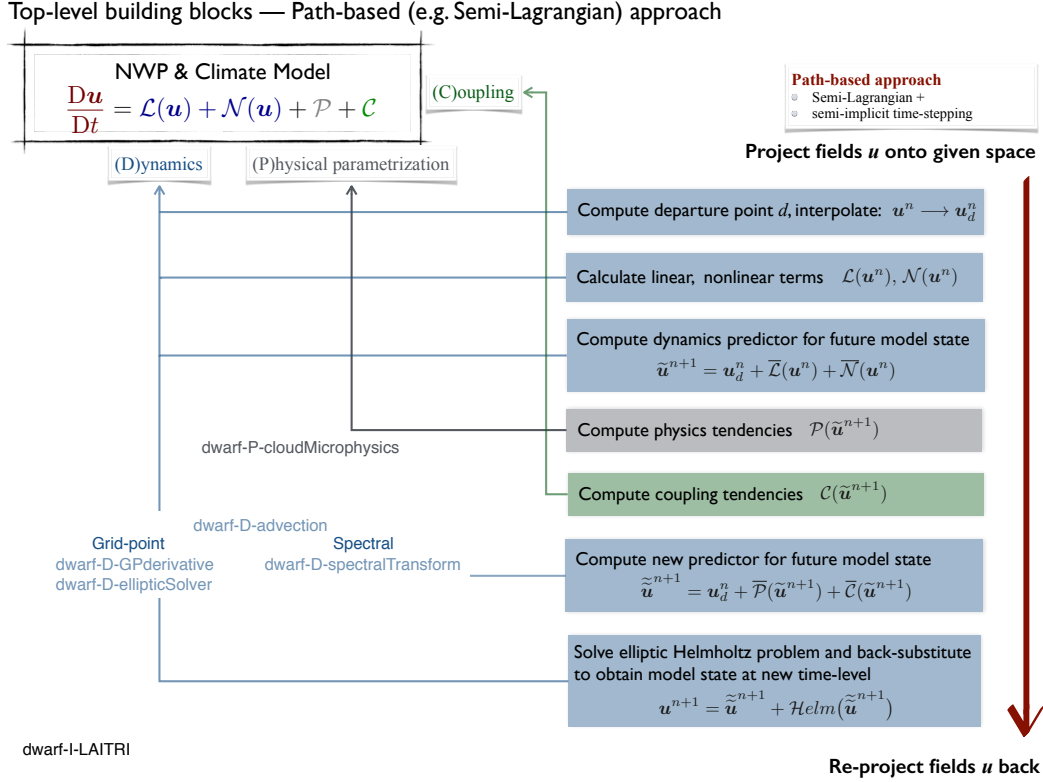 Top-level building blocks — Path-based (e.g. Semi-Lagrangian) approach
NWP & Climate Model
D𝒖/Dt = ℒ(𝒖) + 𝒩(𝒖) + 𝒫 + 𝒞
(C)oupling
(D)ynamics
(P)hysical parametrization
Path-based approach
Semi-Lagrangian +
semi-implicit time-stepping
Project fields u onto given space
Compute departure point d, interpolate: 𝒖ⁿ ⟶ 𝒖_d^n
Calculate linear, nonlinear terms ℒ(𝒖ⁿ), 𝒩(𝒖ⁿ)
Compute dynamics predictor for future model state
𝒖̃ⁿ⁺¹ = 𝒖_d^n + ℒ̅(𝒖ⁿ) + 𝒩̅(𝒖ⁿ)
Compute physics tendencies 𝒫(𝒖̃ⁿ⁺¹)
dwarf-P-cloudMicrophysics
Compute coupling tendencies 𝒞(𝒖̃ⁿ⁺¹)
dwarf-D-advection
Grid-point
dwarf-D-GPderivative
dwarf-D-ellipticSolver
Spectral
dwarf-D-spectralTransform
Compute new predictor for future model state
𝒖̃̃ⁿ⁺¹ = 𝒖_d^n + 𝒫̅(𝒖̃ⁿ⁺¹) + 𝒞̅(𝒖̃ⁿ⁺¹)
Solve elliptic Helmholtz problem and back-substitute
to obtain model state at new time-level
𝒖ⁿ⁺¹ = 𝒖̃̃ⁿ⁺¹ + ℋelm(𝒖̃̃ⁿ⁺¹)
dwarf-I-LAITRI
Re-project fields u back